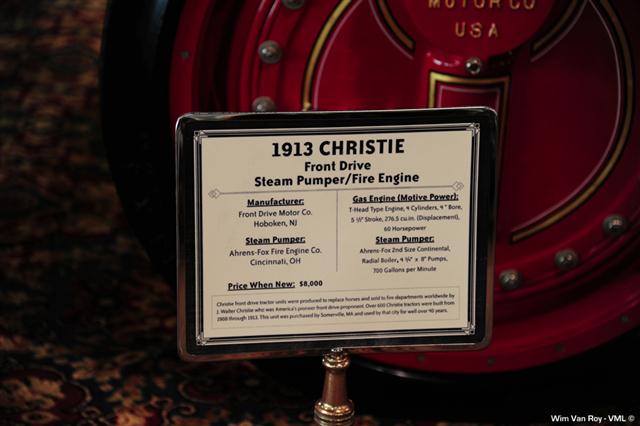 MOTOR CO
USA
1913 CHRISTIE
Front Drive
Steam Pumper/Fire Engine
Manufacturer:
Front Drive Motor Co.
Hoboken, NJ
Steam Pumper:
Ahrens-Fox Fire Engine Co.
Cincinnati, OH
Gas Engine (Motive Power):
T-Head Type Engine, 4 Cylinders, 4" Bore,
5 ½" Stroke, 276.5 cu.in. (Displacement),
60 Horsepower
Steam Pumper:
Ahrens-Fox 2nd Size Continental,
Radial Boiler, 4 ¾" x 8" Pumps,
700 Gallons per Minute
Price When New: $8,000
Christie front drive tractor units were produced to replace horses and sold to fire departments worldwide by
J. Walter Christie who was America's pioneer front drive proponent. Over 600 Christie tractors were built from
1908 through 1913. This unit was purchased by Somerville, MA and used by that city for well over 40 years.
Wim Van Roy - VML ©